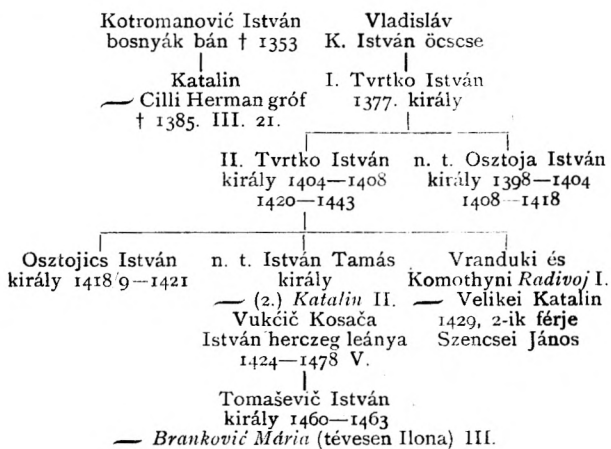 Kotromanović István
bosnyák bán † 1353
Vladisláv
K. István öcscse
Katalin
— Cilli Herman gróf
† 1385. III. 21.
I. Tvrtko István
1377. király
II. Tvrtko István
király 1404—1408
1420—1443
n. t. Osztoja István
király 1398—1404
1408—1418
Osztojics István
király 1418/9—1421
n. t. István Tamás
király
— (2.) Katalin II.
Vukčič Kosača
István herczeg leánya
1424—1478 V.
Vranduki és
Komothyni Radivoj I.
— Velikei Katalin
1429, 2-ik férje
Szencsei János
Tomaševič István
király 1460—1463
— Branković Mária (tévesen Ilona) III.